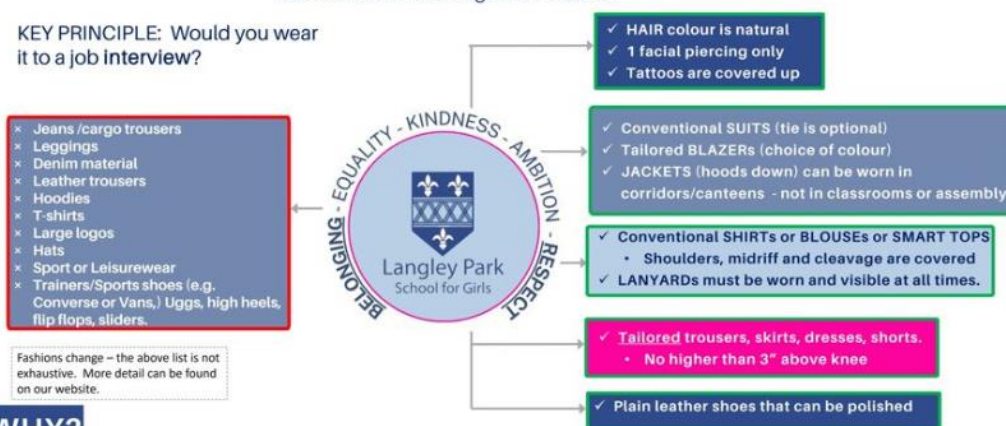 KEY PRINCIPLE: Would you wear
it to a job interview?
× Jeans /cargo trousers
× Leggings
× Denim material
× Leather trousers
× Hoodies
× T-shirts
× Large logos
× Hats
× Sport or Leisurewear
× Trainers/Sports shoes (e.g.
Converse or Vans,) Uggs, high heels,
flip flops, sliders.
Fashions change – the above list is not
exhaustive. More detail can be found
on our website.
WHY?
BELONGING - EQUALITY - KINDNESS - AMBITION - RESPECT
Langley Park
School for Girls
✓ HAIR colour is natural
✓ 1 facial piercing only
✓ Tattoos are covered up
✓ Conventional SUITS (tie is optional)
✓ Tailored BLAZERs (choice of colour)
✓ JACKETS (hoods down) can be worn in
corridors/canteens - not in classrooms or assembly
✓ Conventional SHIRTs or BLOUSEs or SMART TOPS
• Shoulders, midriff and cleavage are covered
✓ LANYARDs must be worn and visible at all times.
✓ Tailored trousers, skirts, dresses, shorts.
• No higher than 3” above knee
✓ Plain leather shoes that can be polished